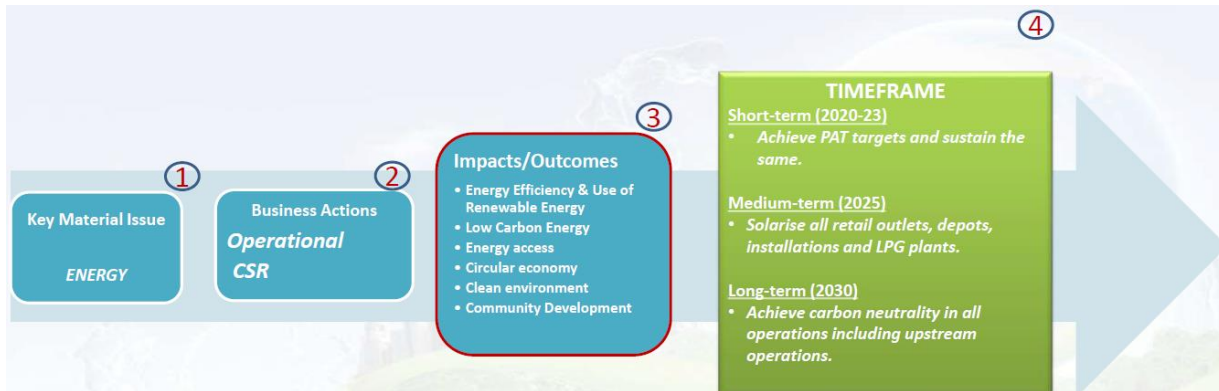 1
Key Material Issue
ENERGY
2
Business Actions
Operational
CSR
3
Impacts/Outcomes
• Energy Efficiency & Use of
Renewable Energy
• Low Carbon Energy
• Energy access
• Circular economy
• Clean environment
• Community Development
4
TIMEFRAME
Short-term (2020-23)
• Achieve PAT targets and sustain the
same.
Medium-term (2025)
• Solarise all retail outlets, depots,
installations and LPG plants.
Long-term (2030)
• Achieve carbon neutrality in all
operations including upstream
operations.